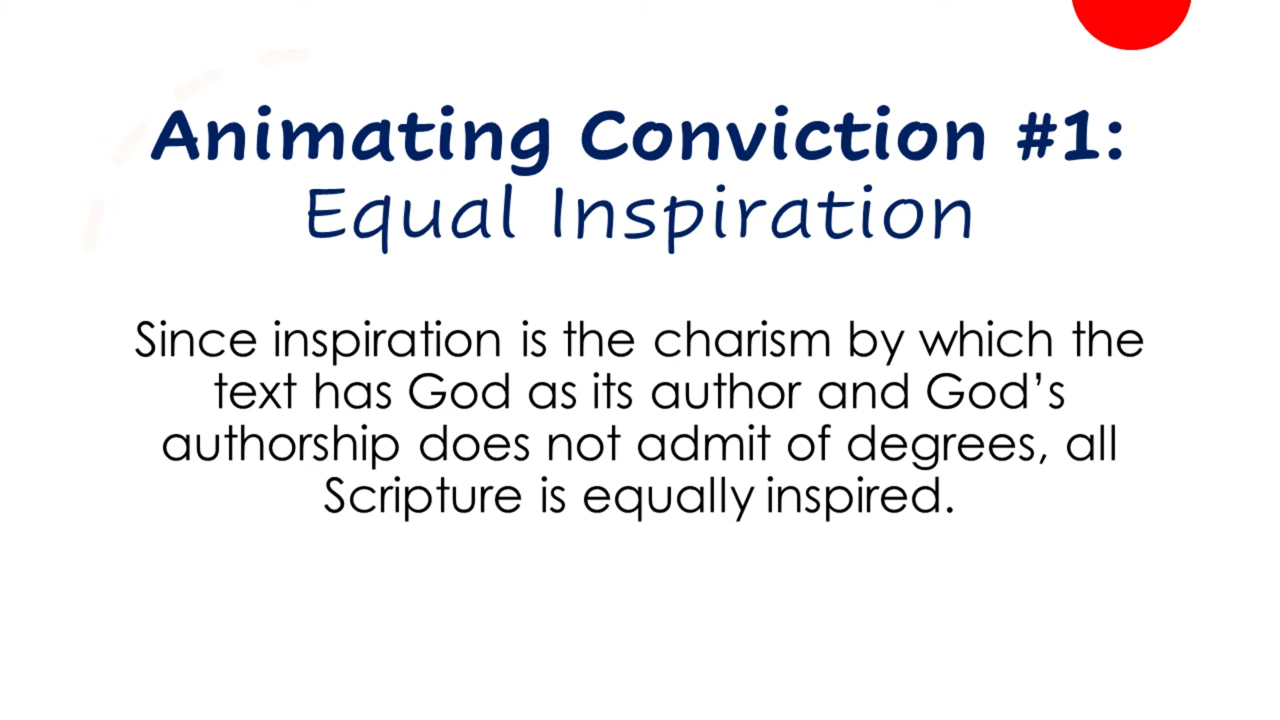 Animating Conviction #1:
Equal Inspiration
Since inspiration is the charism by which the
text has God as its author and God’s
authorship does not admit of degrees, all
Scripture is equally inspired.